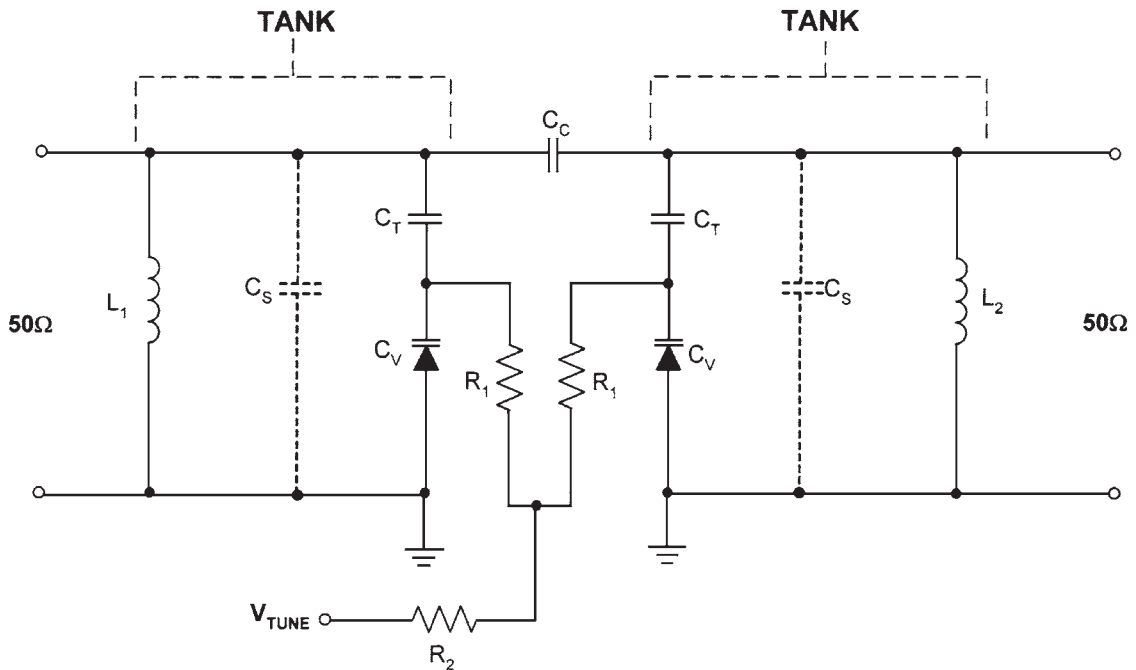 TANK
TANK
C_C
C_T
C_T
L_1
C_S
C_S
L_2
50Ω
50Ω
C_V
R_1
R_1
C_V
V_TUNE
R_2